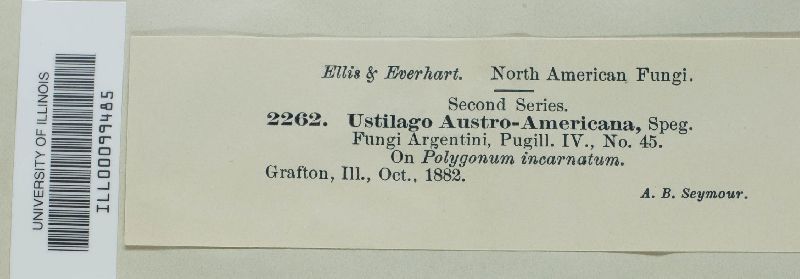 UNIVERSITY OF ILLINOIS
ILL00099485
Ellis & Everhart. North American Fungi.
Second Series.
2262. Ustilago Austro-Americana, Speg.
Fungi Argentini, Pugill. IV., No. 45.
On Polygonum incarnatum.
Grafton, Ill., Oct., 1882.
A. B. Seymour.